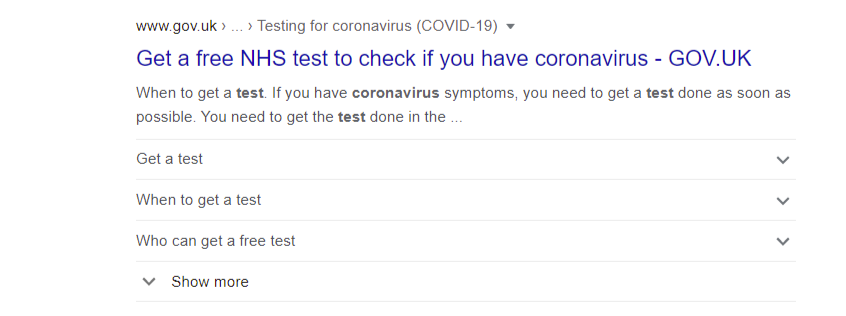 www.gov.uk › ... › Testing for coronavirus (COVID-19)
Get a free NHS test to check if you have coronavirus - GOV.UK
When to get a test. If you have coronavirus symptoms, you need to get a test done as soon as
possible. You need to get the test done in the ...
Get a test
When to get a test
Who can get a free test
Show more